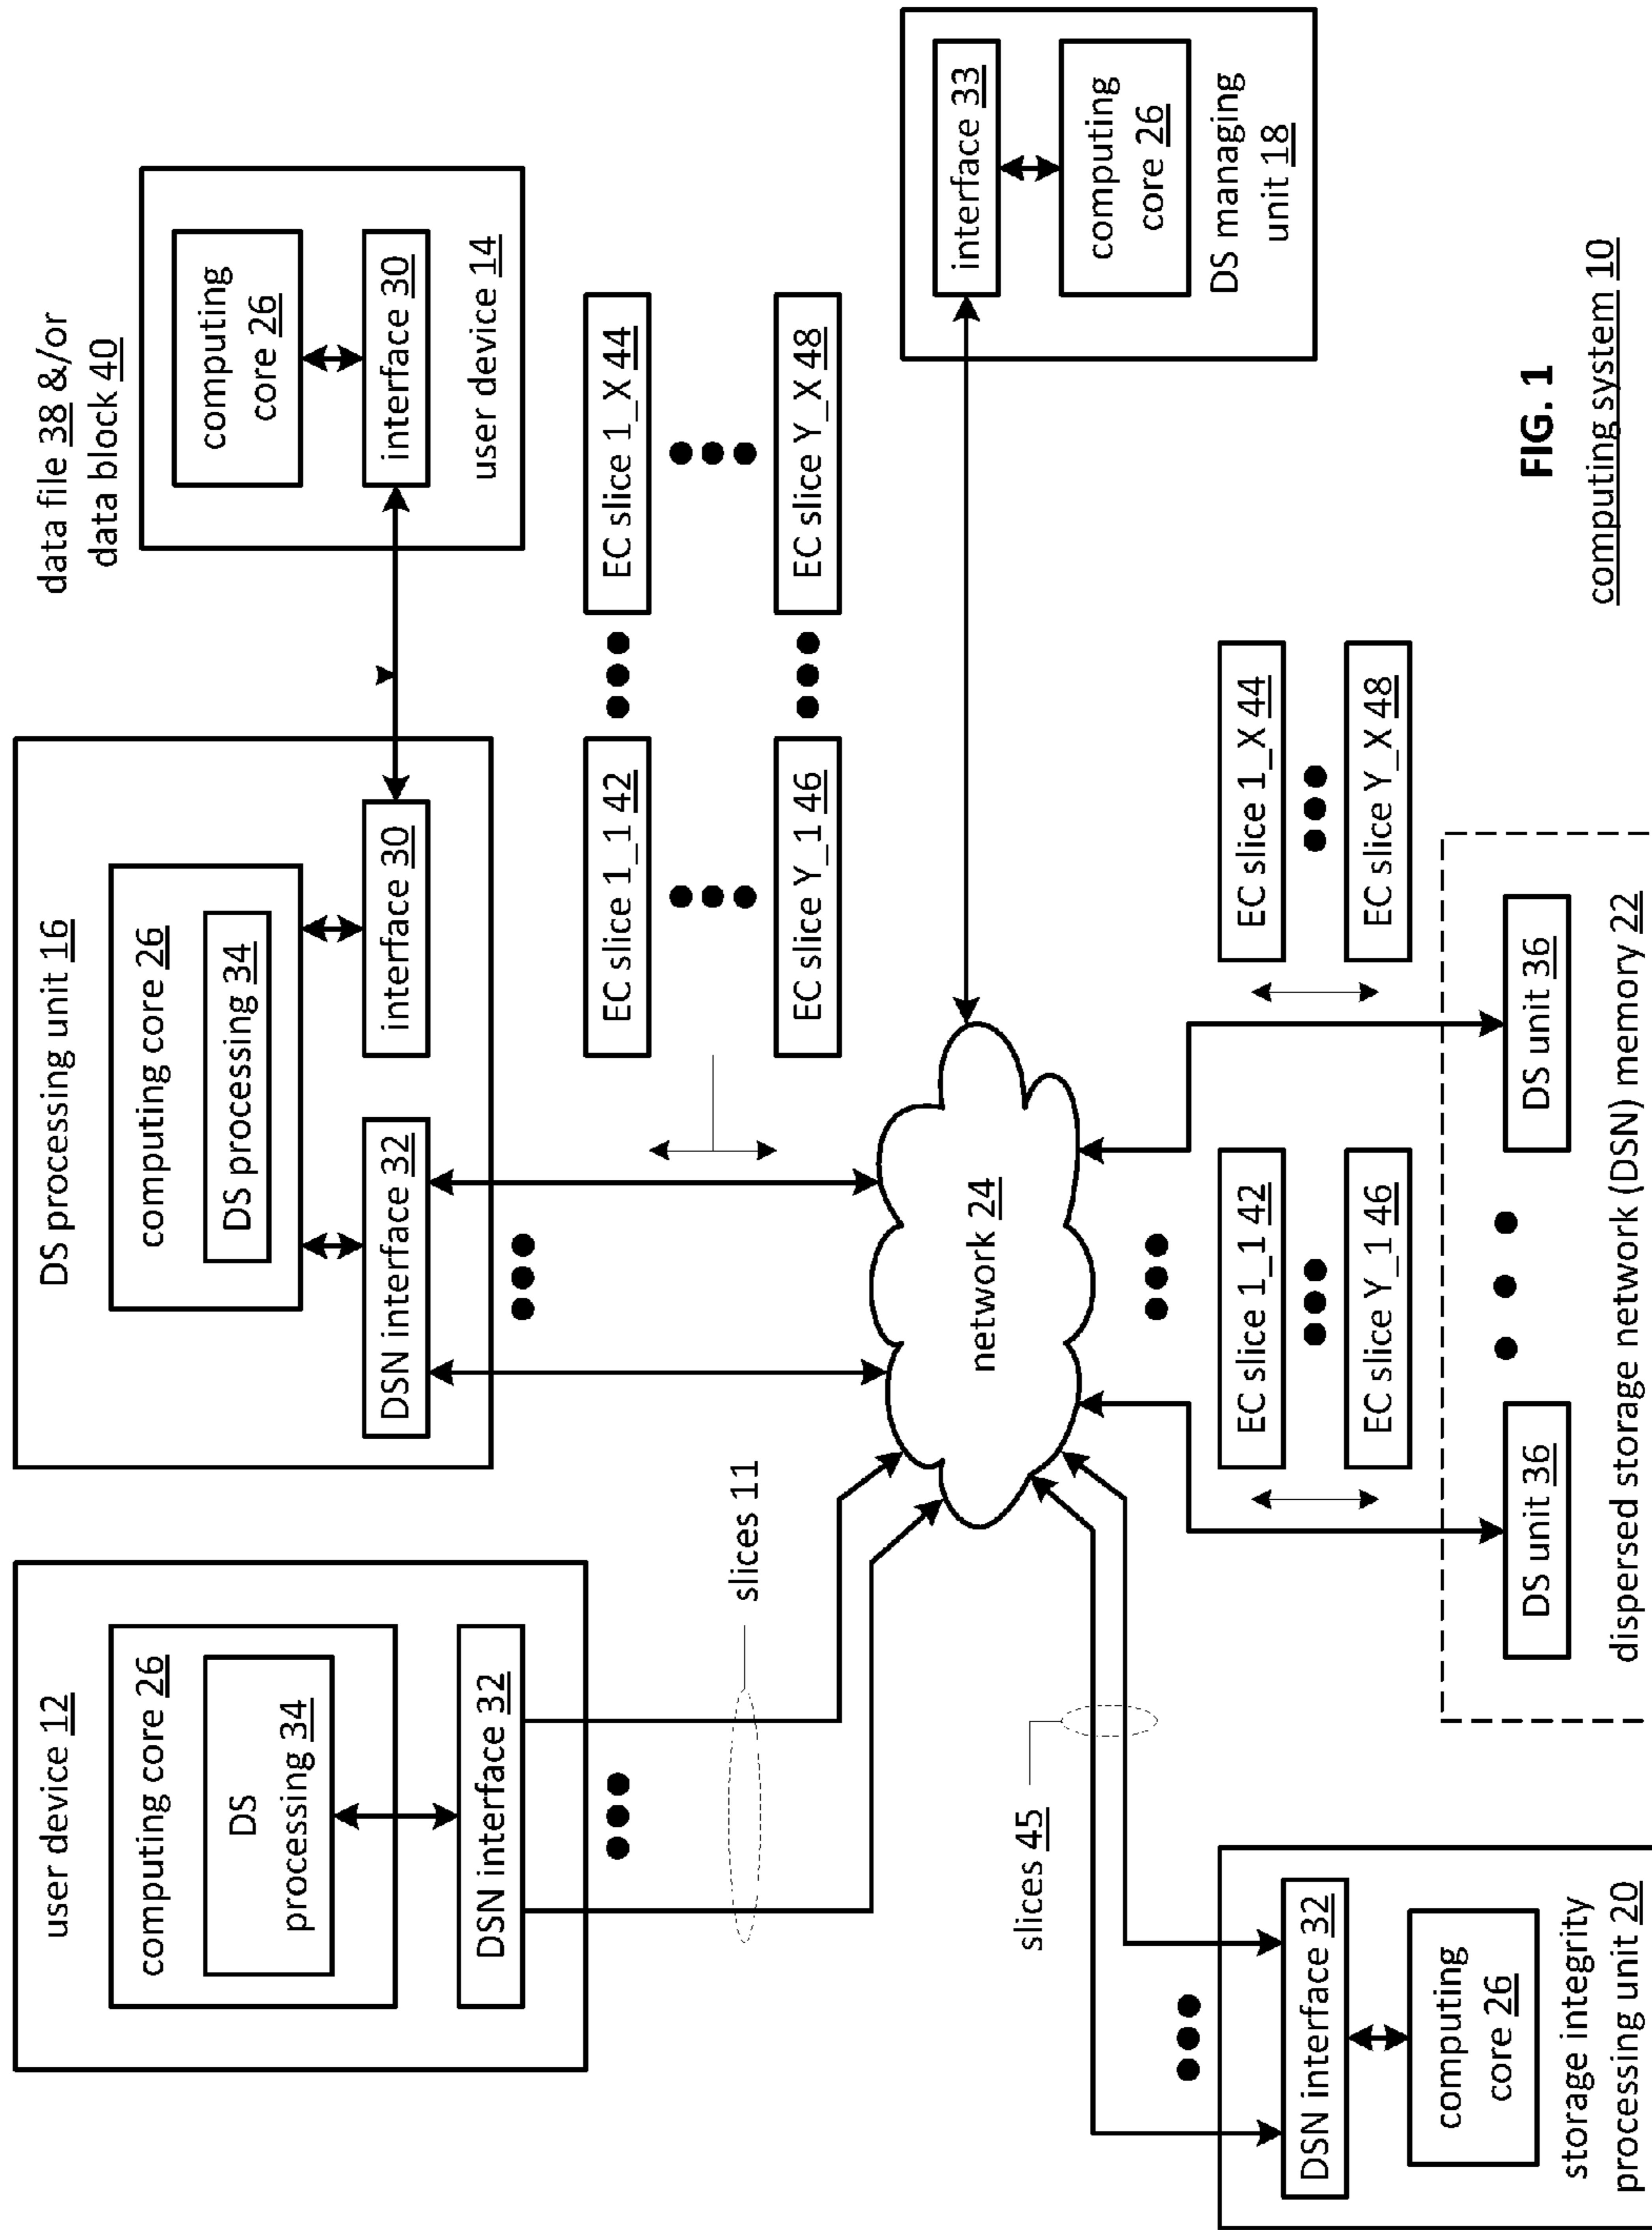 user device 12
computing core 26
DS
processing 34
DSN interface 32
slices 11
DS processing unit 16
computing core 26
DS processing 34
DSN interface 32
interface 30
data file 38 &/or
data block 40
computing
core 26
interface 30
user device 14
EC slice 1_1 42
EC slice 1_X 44
EC slice Y_1 46
EC slice Y_X 48
network 24
interface 33
computing
core 26
DS managing
unit 18
slices 45
DSN interface 32
computing
core 26
storage integrity
processing unit 20
EC slice 1_1 42
EC slice Y_1 46
EC slice 1_X 44
EC slice Y_X 48
DS unit 36
DS unit 36
dispersed storage network (DSN) memory 22
FIG. 1
computing system 10